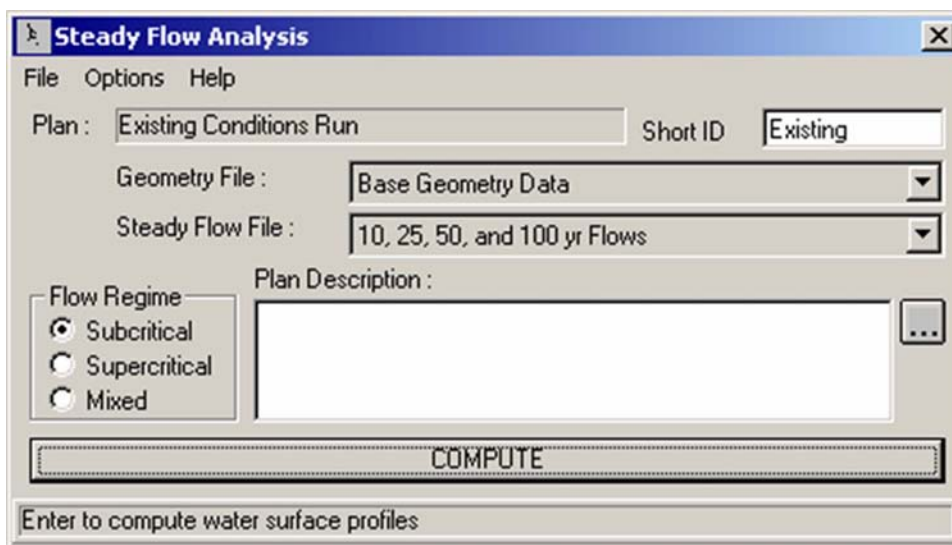 Steady Flow Analysis
File Options Help
Plan : Existing Conditions Run Short ID Existing
Geometry File : Base Geometry Data
Steady Flow File : 10, 25, 50, and 100 yr Flows
Plan Description :
Flow Regime
Subcritical
Supercritical
Mixed
...
COMPUTE
Enter to compute water surface profiles